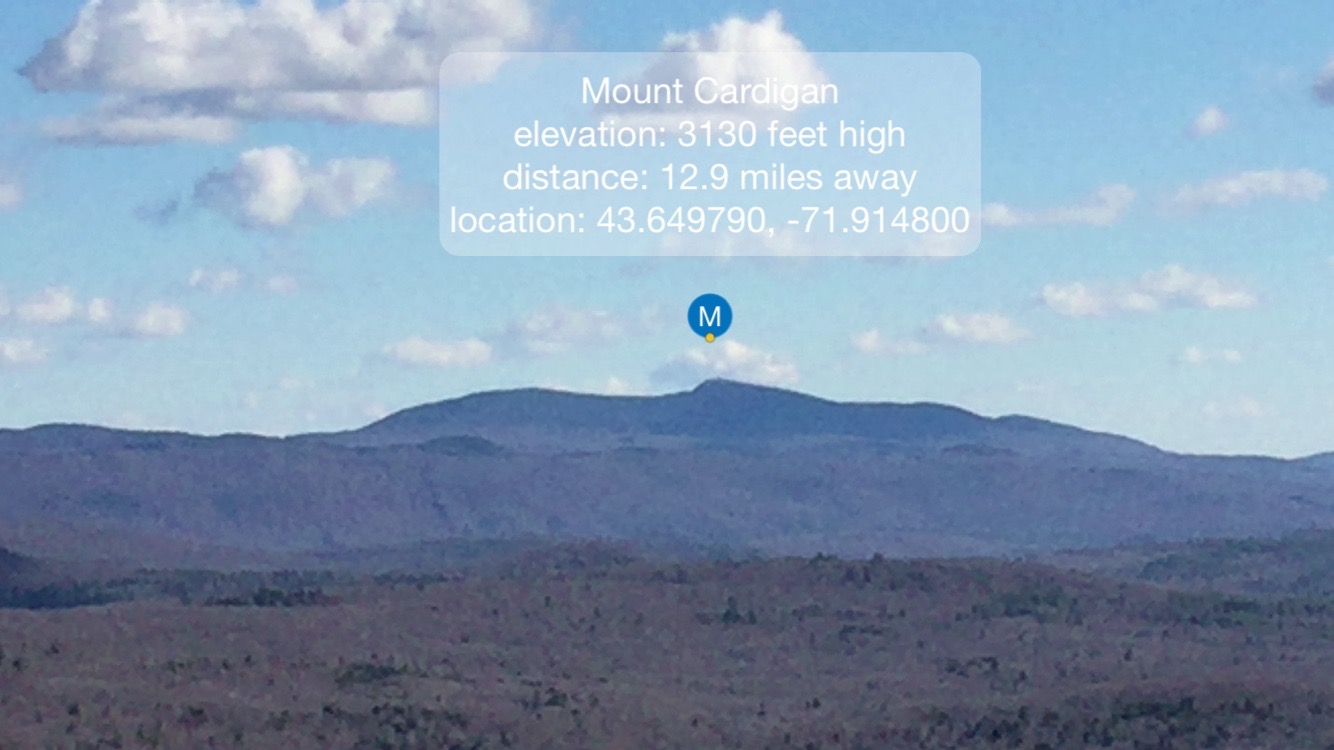 Mount Cardigan
elevation: 3130 feet high
distance: 12.9 miles away
location: 43.649790, -71.914800
M